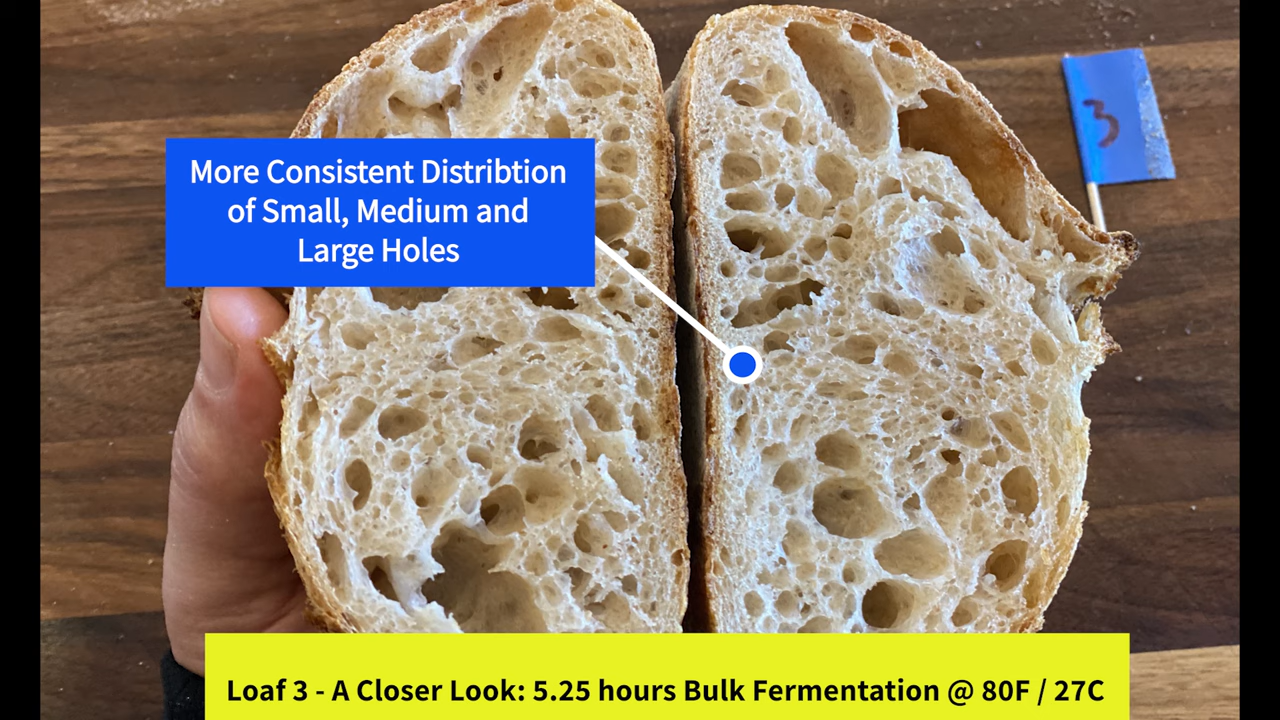 More Consistent Distribtion
of Small, Medium and
Large Holes
3
Loaf 3 - A Closer Look: 5.25 hours Bulk Fermentation @ 80F / 27C